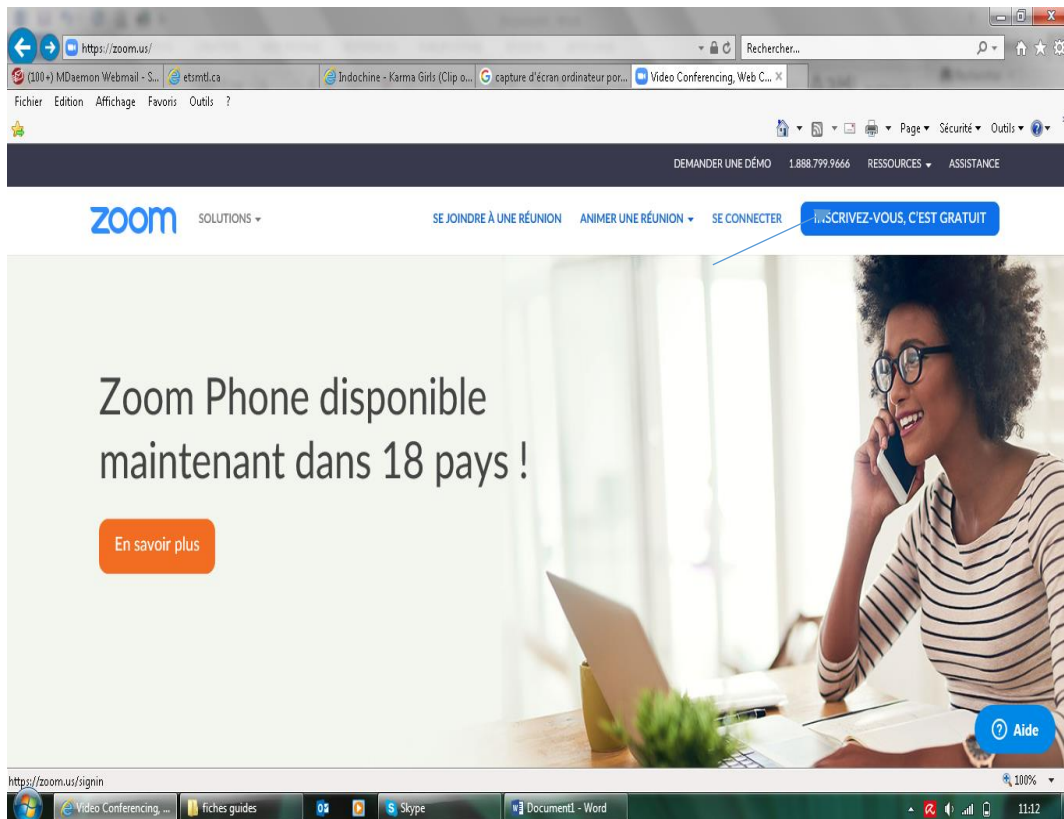 https://zoom.us/
Rechercher...
(100+) MDaemon Webmail - S...
etsmtl.ca
Indochine - Karma Girls (Clip o...
capture d'écran ordinateur por...
Video Conferencing, Web C...
Fichier Edition Affichage Favoris Outils ?
Page Sécurité Outils
DEMANDER UNE DÉMO 1.888.799.9666 RESSOURCES ASSISTANCE
zoom SOLUTIONS SE JOINDRE À UNE RÉUNION ANIMER UNE RÉUNION SE CONNECTER INSCRIVEZ-VOUS, C'EST GRATUIT
Zoom Phone disponible
maintenant dans 18 pays !
En savoir plus
Aide
https://zoom.us/signin
100%
Video Conferencing, ... fiches guides Skype Document1 - Word 11:12